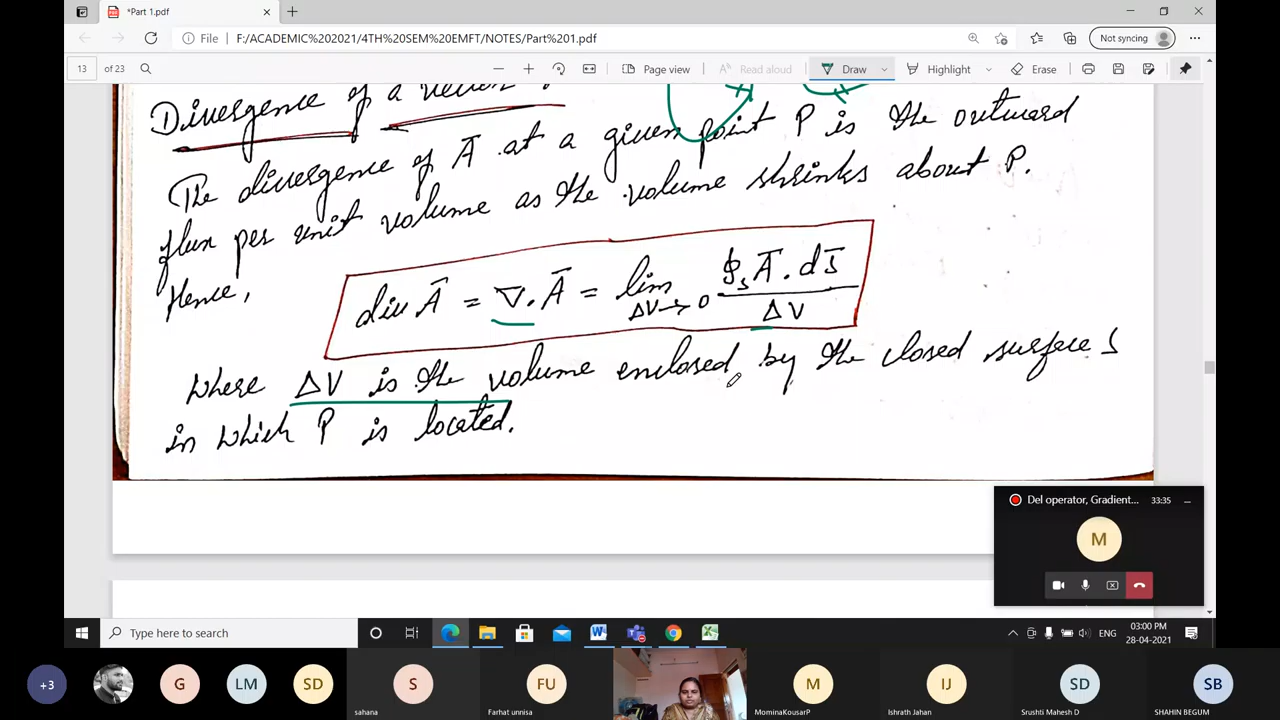 *Part 1.pdf
File F:/ACADEMIC%202021/4TH%20SEM%20EMFT/NOTES/Part%201.pdf
Not syncing
13 of 23
Page view
Read aloud
Draw
Highlight
Erase
Divergence of a vector :
The divergence of A̅ at a given point P is the outward
flux per unit volume as the volume shrinks about P.
Hence,
div A̅ = ∇. A̅ = lim ΔV→0 ∮s A̅. dS̅ / ΔV
Where ΔV is the volume enclosed by the closed surface S
in which P is located.
Del operator, Gradient... 33:35
M
Type here to search
ENG
03:00 PM
28-04-2021
+3
G
LM
SD
S
sahana
FU
Farhat unnisa
M
MominaKousarP
IJ
Ishrath Jahan
SD
Srushti Mahesh D
SB
SHAHIN BEGUM